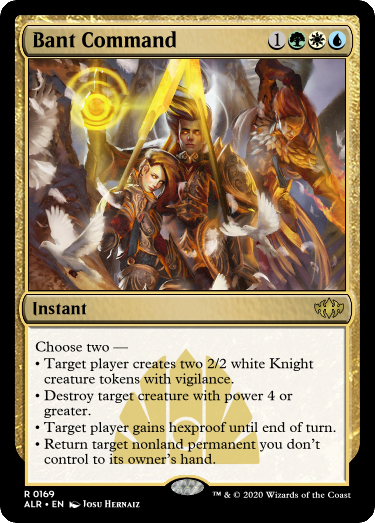 Bant Command 1
Instant
Choose two —
• Target player creates two 2/2 white Knight
creature tokens with vigilance.
• Destroy target creature with power 4 or
greater.
• Target player gains hexproof until end of turn.
• Return target nonland permanent you don't
control to its owner's hand.
R 0169
ALR • EN Josu Hernaiz
™ & © 2020 Wizards of the Coast